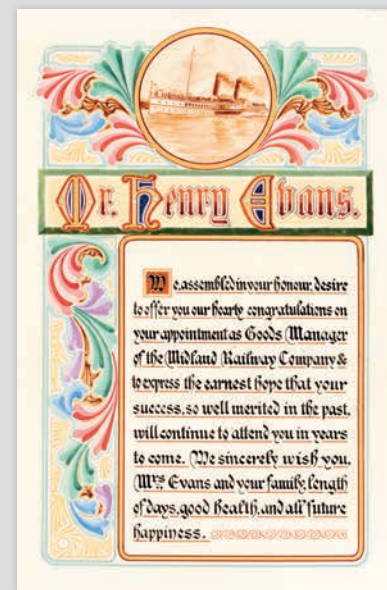 Mr. Henry Evans.
We, assembled in your honour, desire
to offer you our hearty congratulations on
your appointment as Goods Manager
of the Midland Railway Company &
to express the earnest hope that your
success, so well merited in the past,
will continue to attend you in years
to come. We sincerely wish you,
Mrs Evans and your family, length
of days, good health, and all future
happiness.